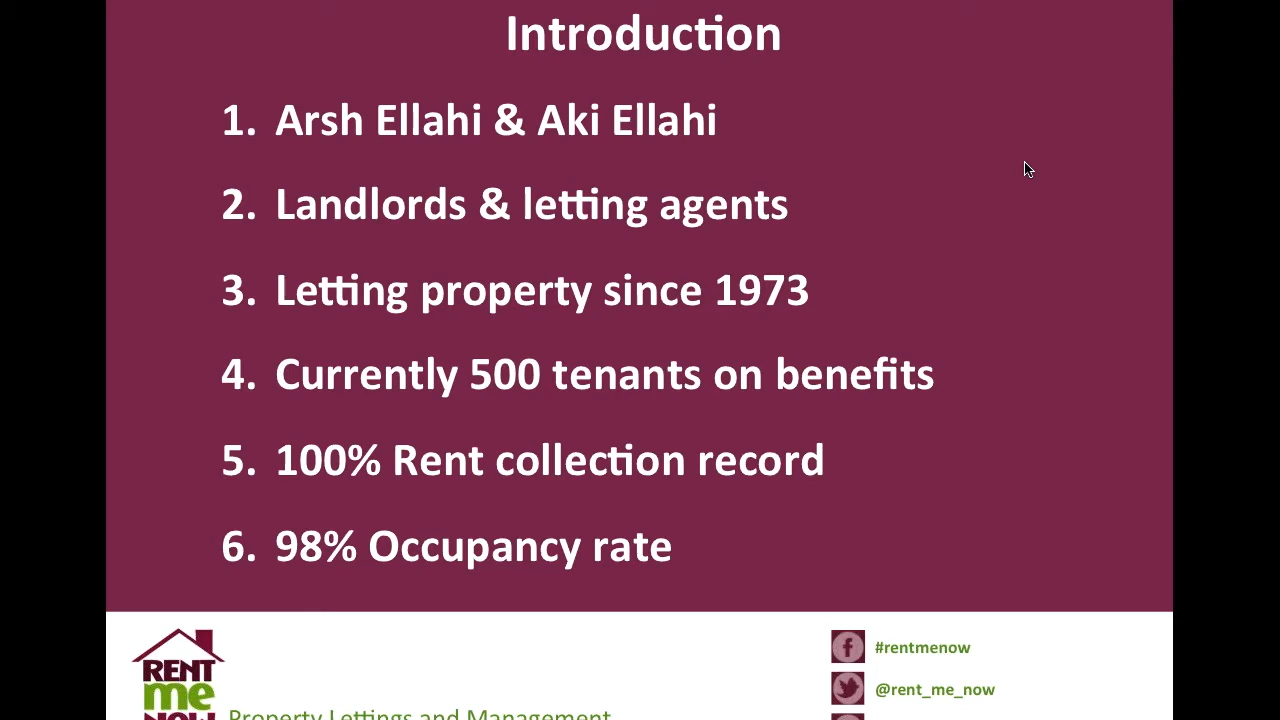 Introduction
1. Arsh Ellahi & Aki Ellahi
2. Landlords & letting agents
3. Letting property since 1973
4. Currently 500 tenants on benefits
5. 100% Rent collection record
6. 98% Occupancy rate
RENT
me
NOW
Property Lettings and Management
#rentmenow
@rent_me_now